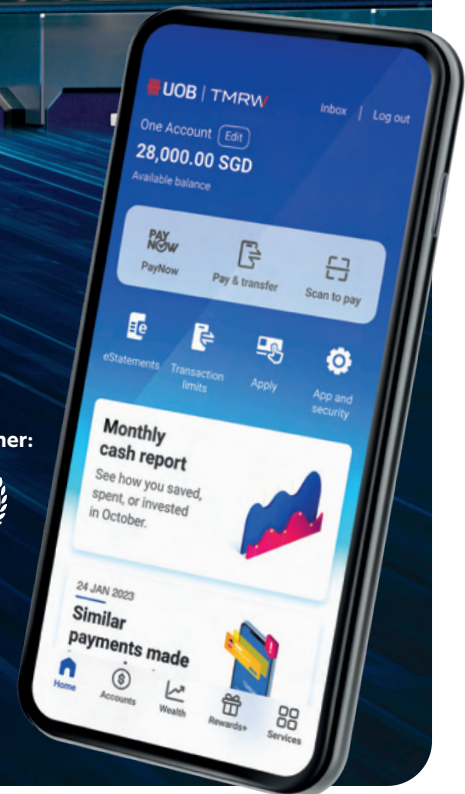 UOB | TMRW
Inbox | Log out
One Account Edit
28,000.00 SGD
Available balance
PAY
NOW
PayNow
Pay & transfer
Scan to pay
eStatements
Transaction
limits
Apply
App and
security
Monthly
cash report
See how you saved,
spent, or invested
in October.
24 JAN 2023
Similar
payments made
Home
Accounts
Wealth
Rewards+
Services